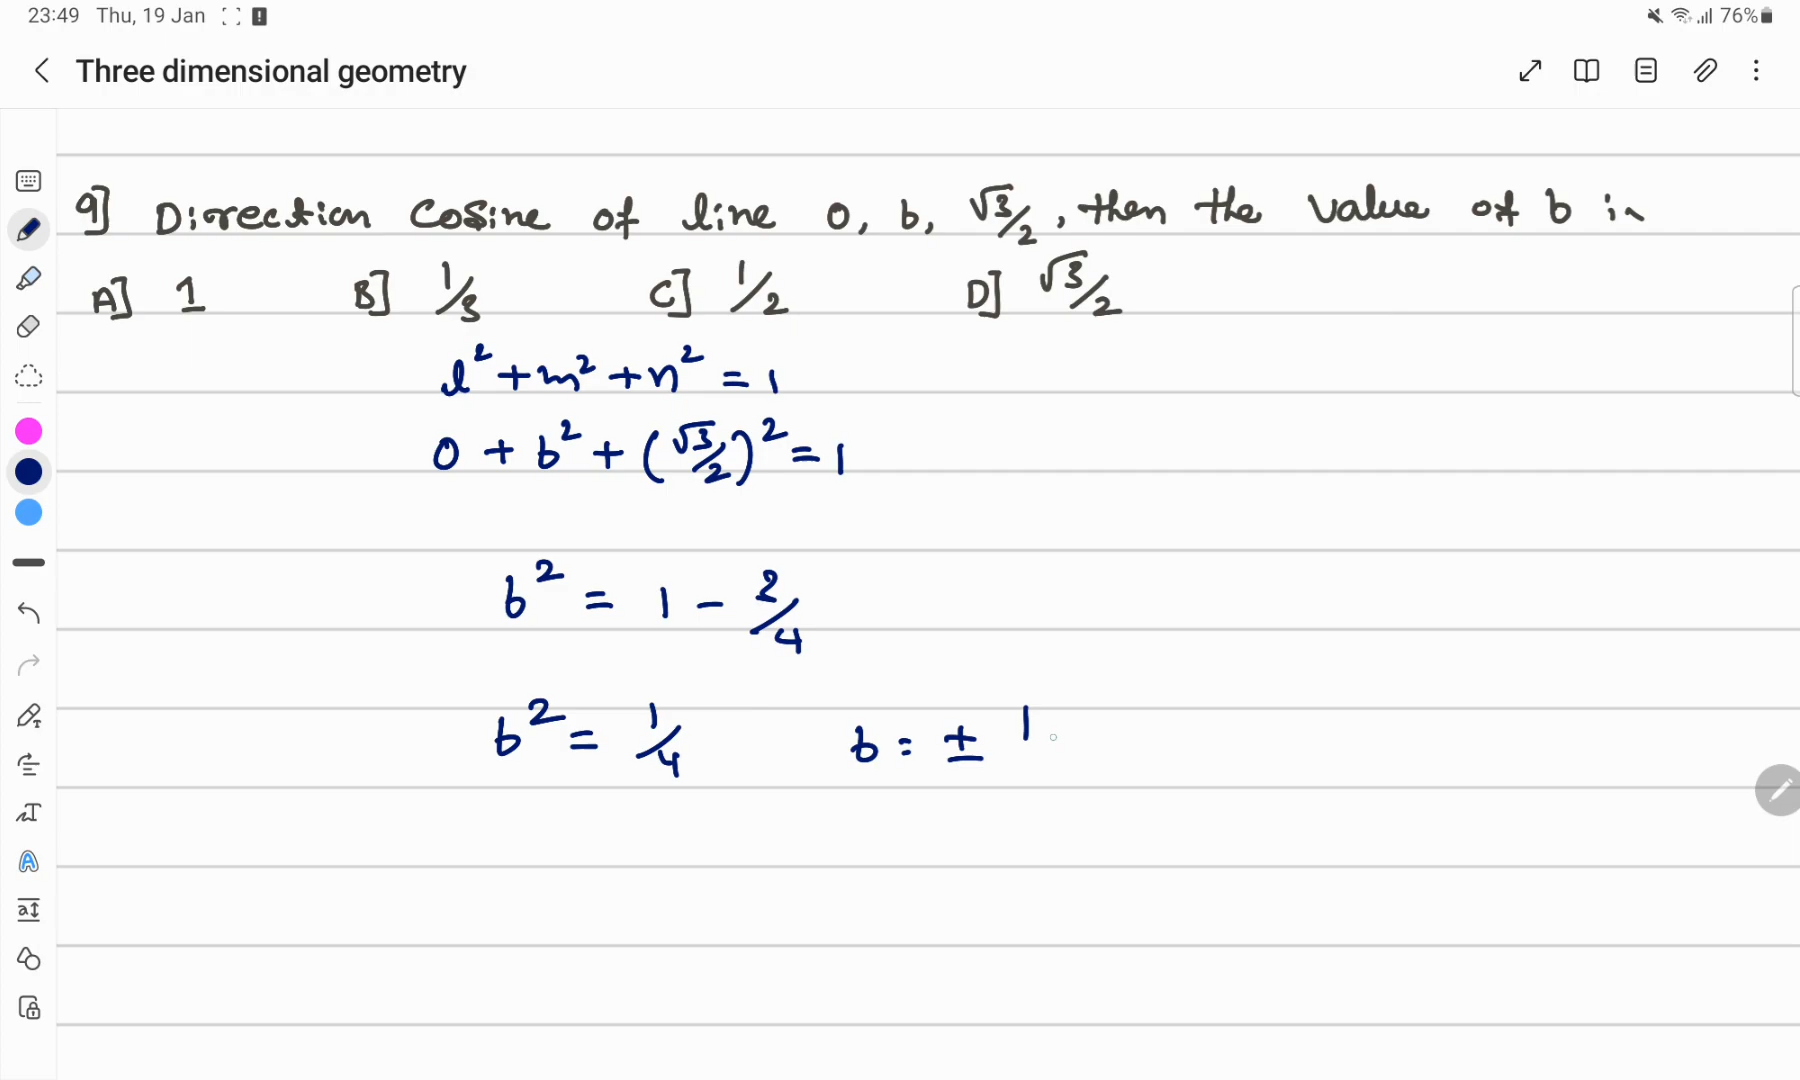 23:49 Thu, 19 Jan 76%
Three dimensional geometry
9] Direction Cosine of line 0, b, √3/2, then the value of b is
A] 1 B] 1/3 C] 1/2 D] √3/2
l² + m² + n² = 1
0 + b² + (√3/2)² = 1
b² = 1 - 3/4
b² = 1/4 b = ± 1